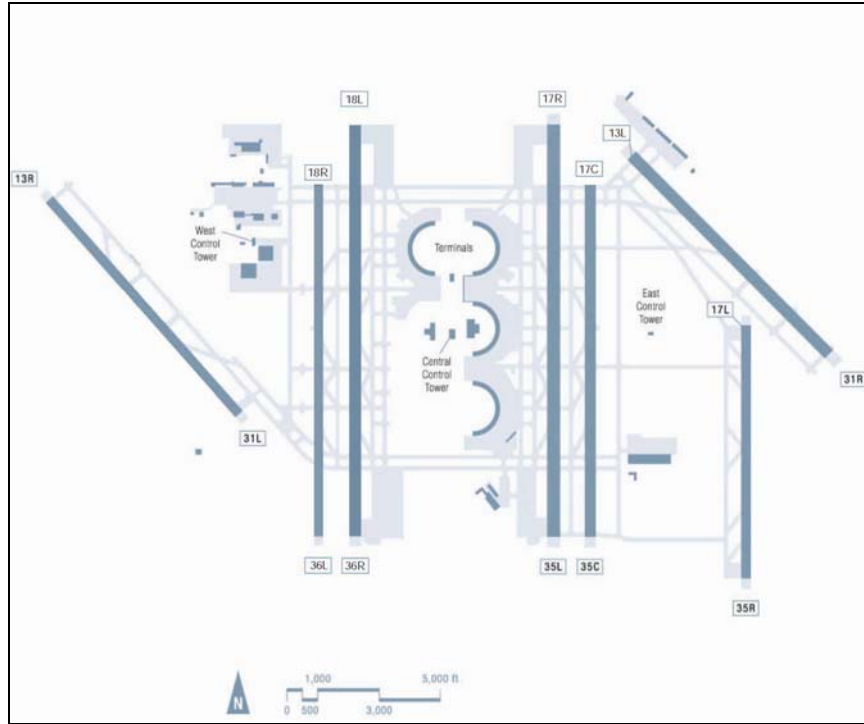 18L
17R
13L
18R
17C
13R
West
Control
Tower
Terminals
East
Control
Tower
17L
Central
Control
Tower
31R
31L
36L
36R
35L
35C
35R
N
1,000
5,000 ft
0
500
3,000